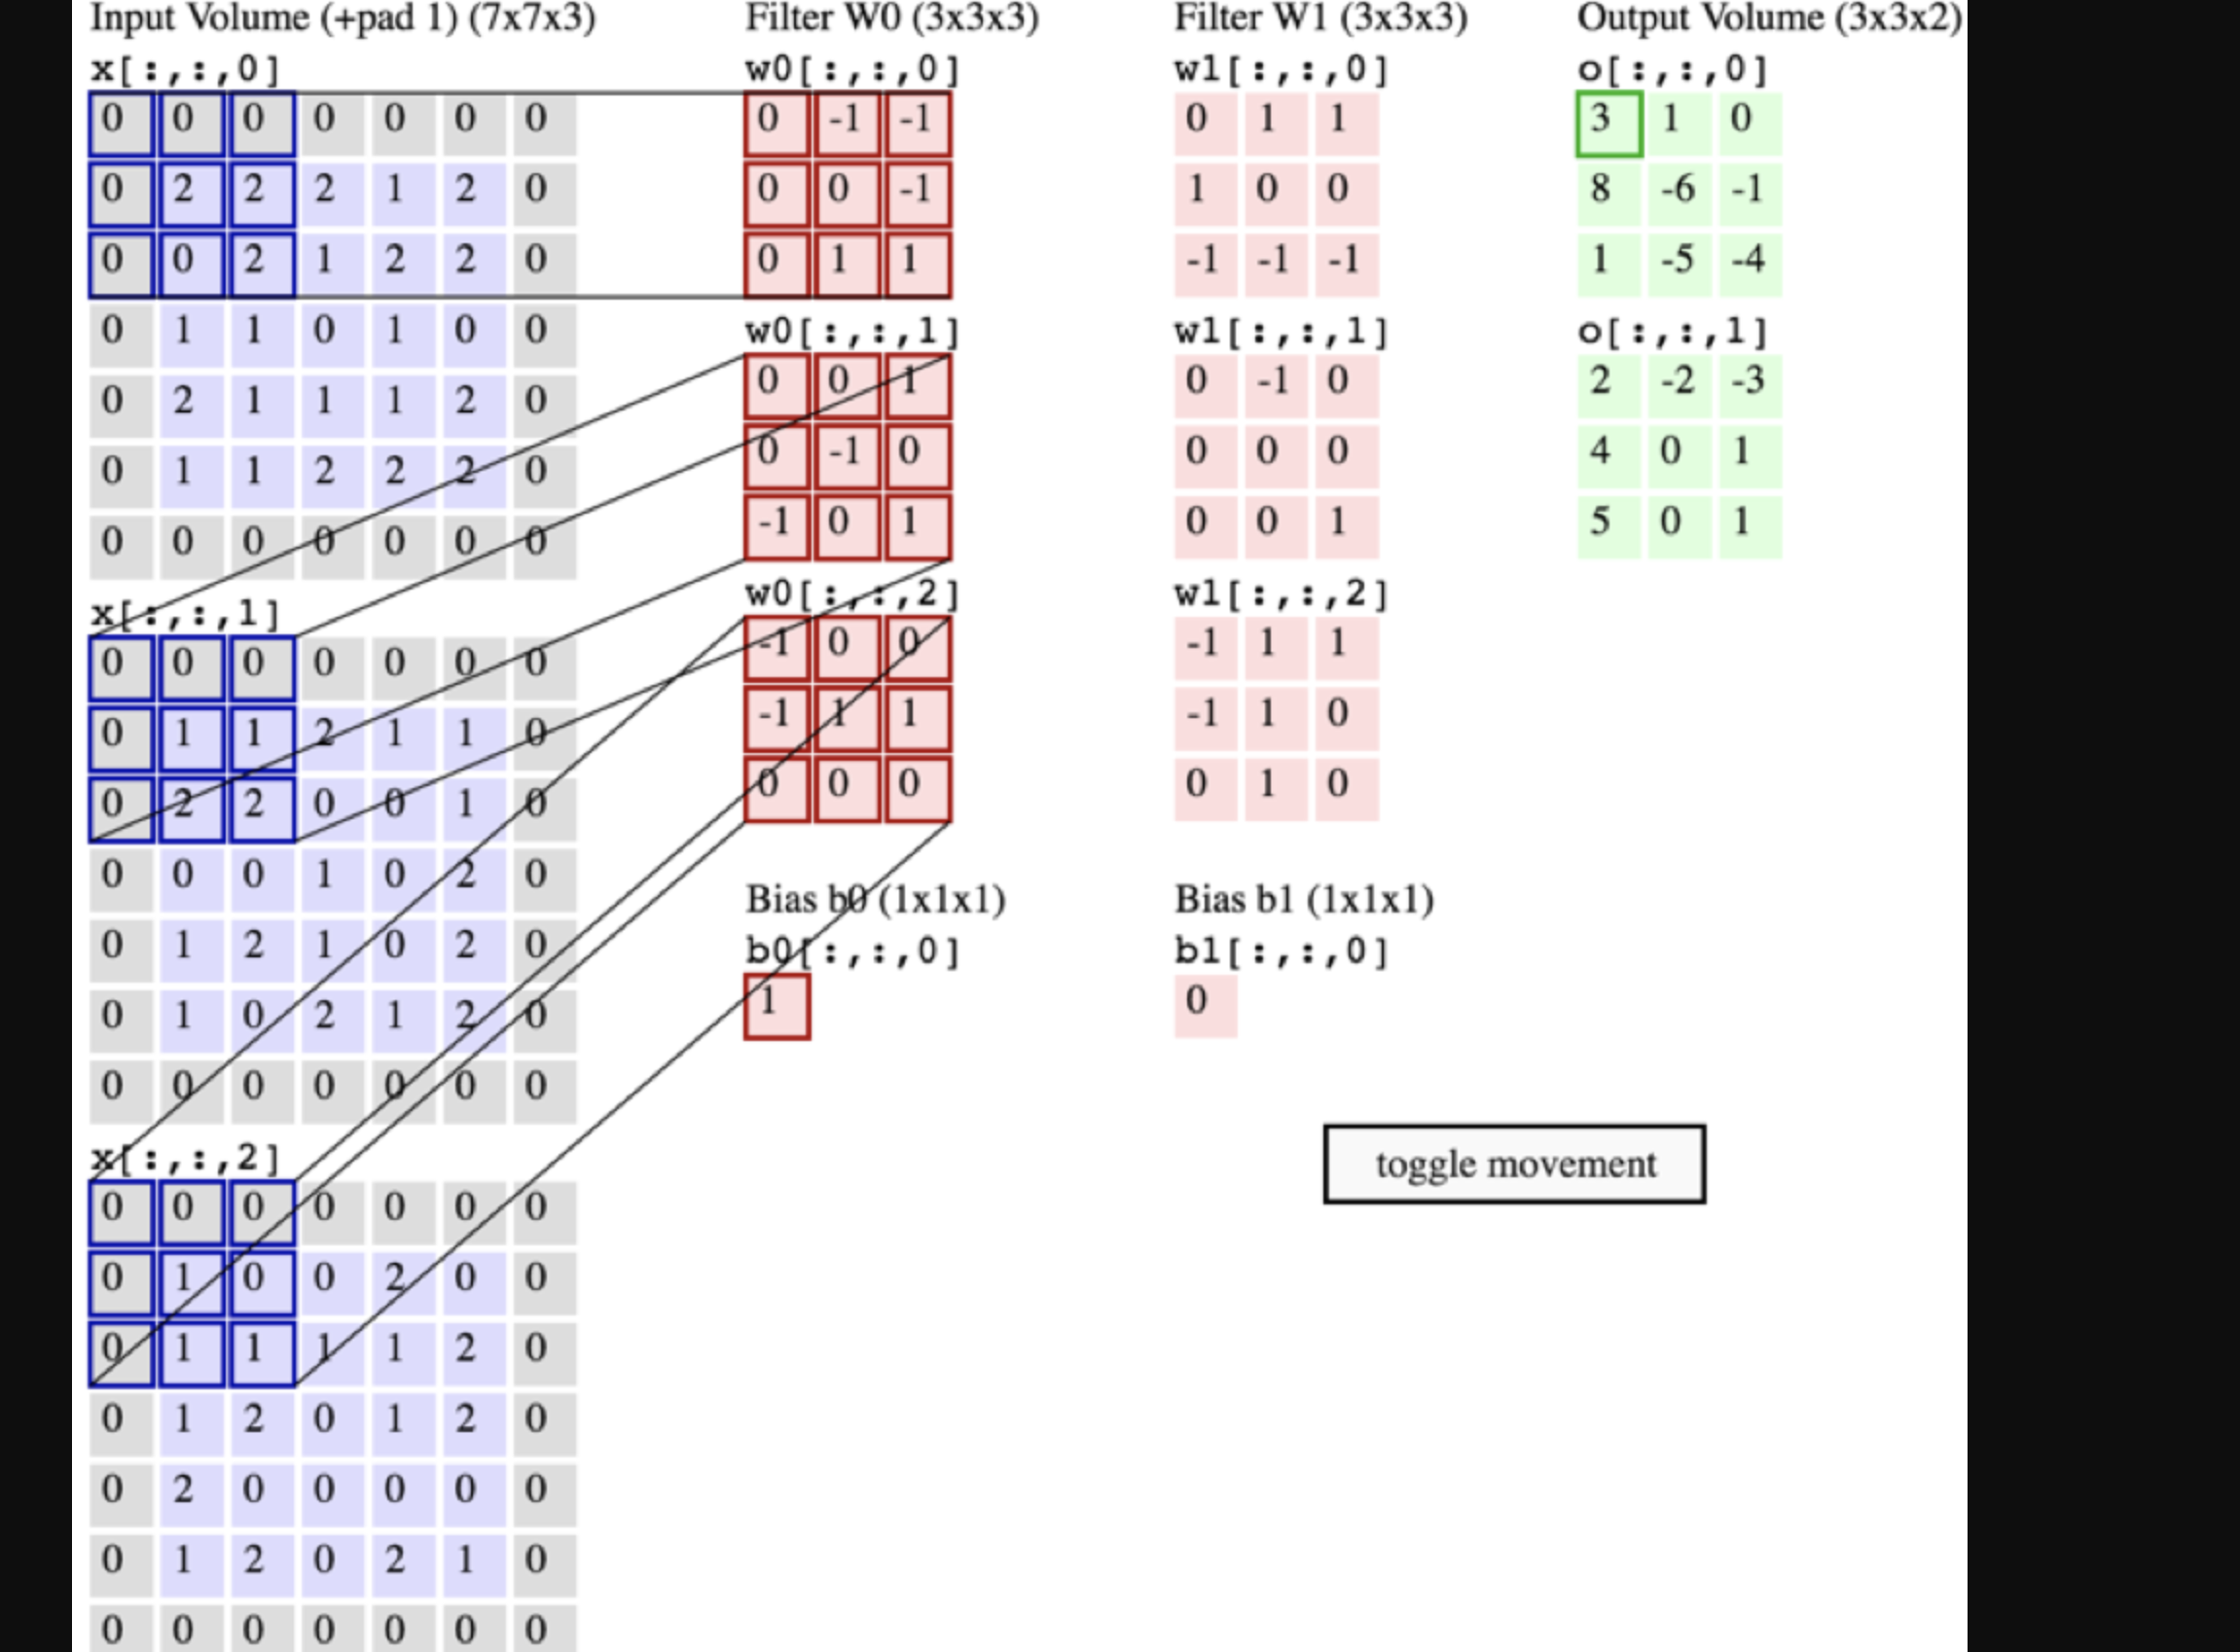 Input Volume (+pad 1) (7x7x3)
x[:,:,0]
0 0 0 0 0 0 0
0 2 2 2 1 2 0
0 0 2 1 2 2 0
0 1 1 0 1 0 0
0 2 1 1 1 2 0
0 1 1 2 2 2 0
0 0 0 0 0 0 0
x[:,:,1]
0 0 0 0 0 0 0
0 1 1 2 1 1 0
0 2 2 0 0 1 0
0 0 0 1 0 2 0
0 1 2 1 0 2 0
0 1 0 2 1 2 0
0 0 0 0 0 0 0
x[:,:,2]
0 0 0 0 0 0 0
0 1 0 0 2 0 0
0 1 1 1 1 2 0
0 1 2 0 1 2 0
0 2 0 0 0 0 0
0 1 2 0 2 1 0
0 0 0 0 0 0 0
Filter W0 (3x3x3)
w0[:,:,0]
0 -1 -1
0 0 -1
0 1 1
w0[:,:,1]
0 0 1
0 -1 0
-1 0 1
w0[:,:,2]
-1 0 0
-1 1 1
0 0 0
Bias b0 (1x1x1)
b0[:,:,0]
1
Filter W1 (3x3x3)
w1[:,:,0]
0 1 1
1 0 0
-1 -1 -1
w1[:,:,1]
0 -1 0
0 0 0
0 0 1
w1[:,:,2]
-1 1 1
-1 1 0
0 1 0
Bias b1 (1x1x1)
b1[:,:,0]
0
Output Volume (3x3x2)
o[:,:,0]
3 1 0
8 -6 -1
1 -5 -4
o[:,:,1]
2 -2 -3
4 0 1
5 0 1
toggle movement